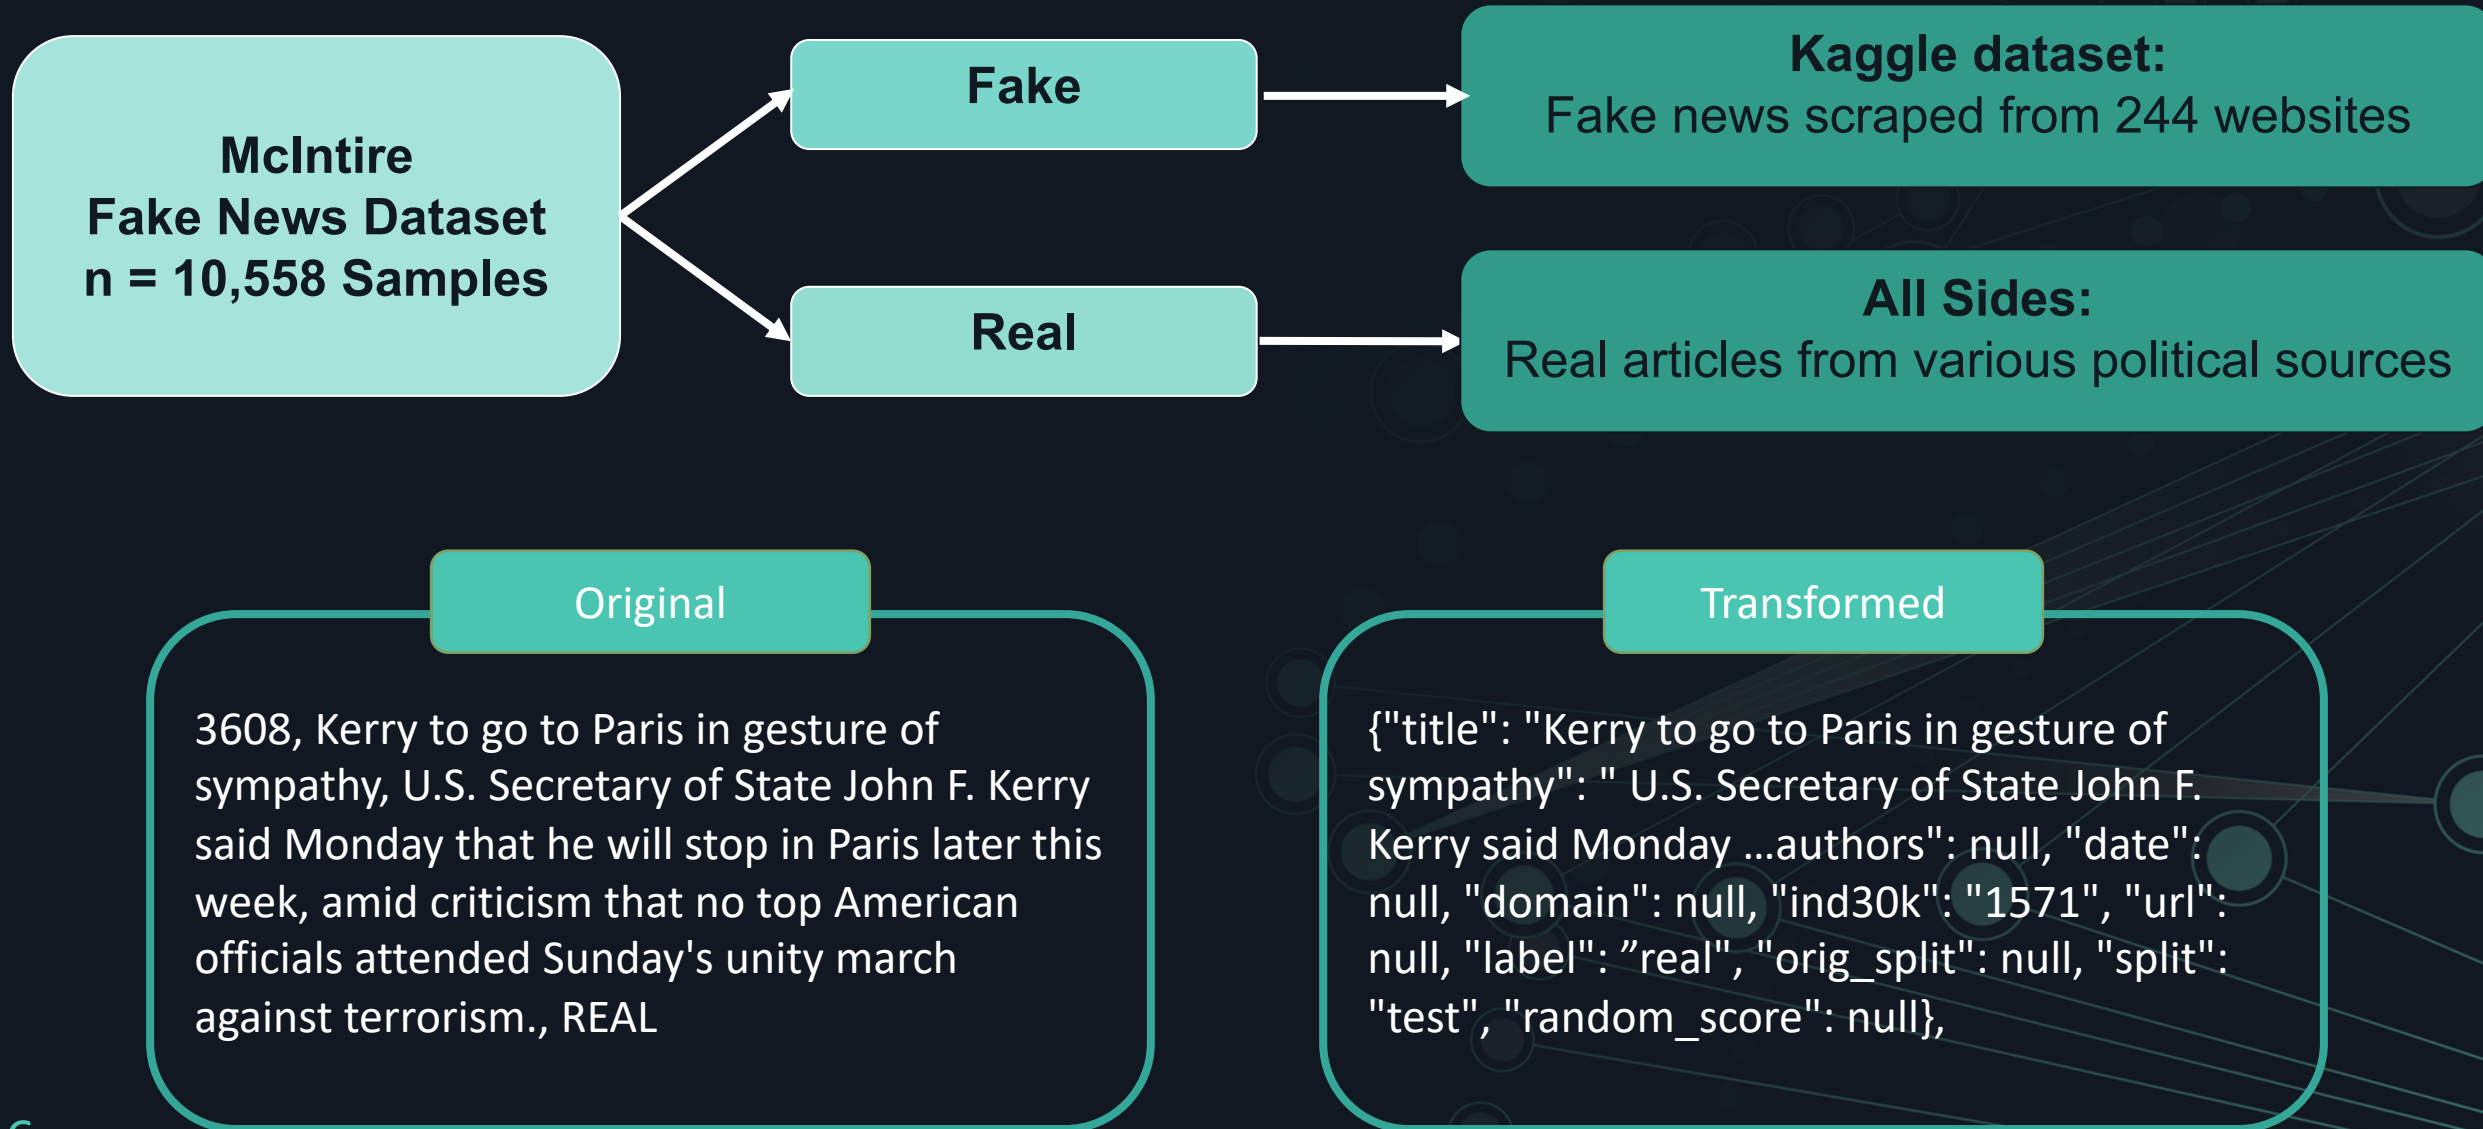 McIntire
Fake News Dataset
n = 10,558 Samples
Fake
Real
Kaggle dataset:
Fake news scraped from 244 websites
All Sides:
Real articles from various political sources
Original
3608, Kerry to go to Paris in gesture of
sympathy, U.S. Secretary of State John F. Kerry
said Monday that he will stop in Paris later this
week, amid criticism that no top American
officials attended Sunday's unity march
against terrorism., REAL
Transformed
{"title": "Kerry to go to Paris in gesture of
sympathy": " U.S. Secretary of State John F.
Kerry said Monday …authors": null, "date":
null, "domain": null, "ind30k": "1571", "url":
null, "label": ”real", "orig_split": null, "split":
"test", "random_score": null},